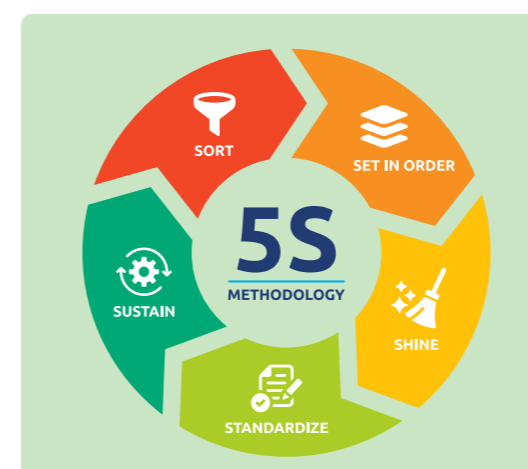 SORT
SET IN ORDER
5S
METHODOLOGY
SUSTAIN
SHINE
STANDARDIZE